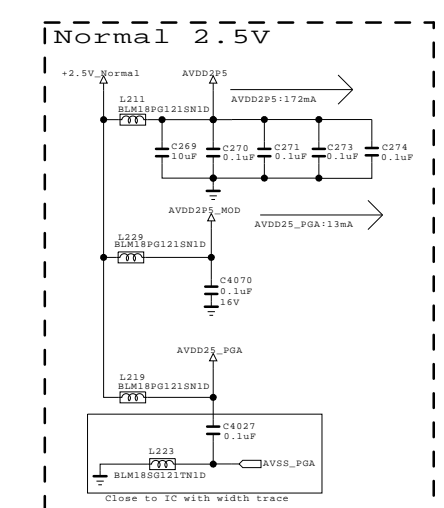 Normal 2.5V
+2.5V_Normal
AVDD2P5
L211
BLM18PG121SN1D
AVDD2P5:172mA
C269
10uF
C270
0.1uF
C271
0.1uF
C273
0.1uF
C274
0.1uF
AVDD2P5_MOD
AVDD25_PGA:13mA
L229
BLM18PG121SN1D
C4070
0.1uF
16V
AVDD25_PGA
L219
BLM18PG121SN1D
C4027
0.1uF
L223
AVSS_PGA
BLM18SG121TN1D
Close to IC with width trace